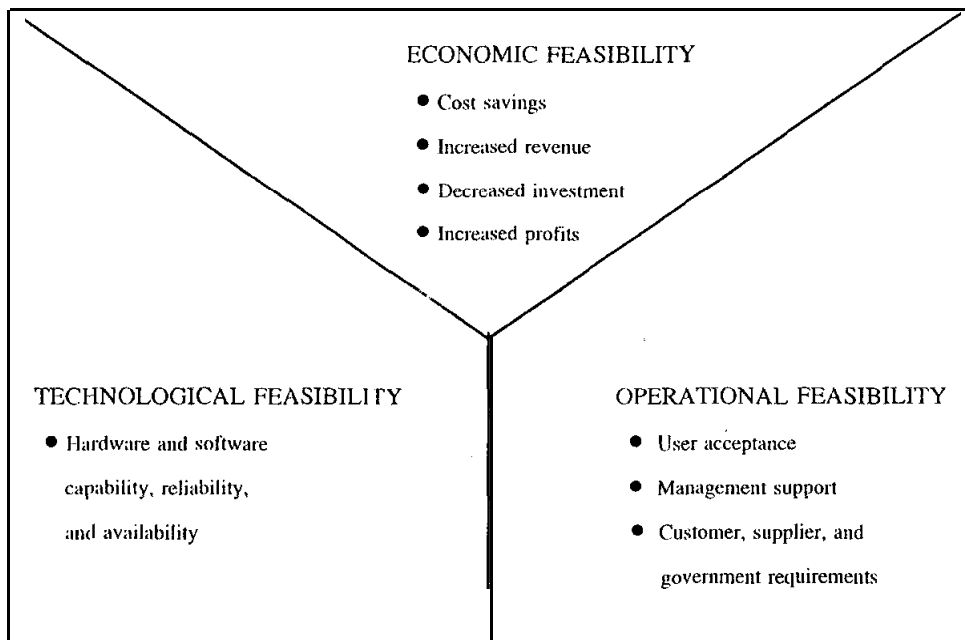 ECONOMIC FEASIBILITY
● Cost savings
● Increased revenue
● Decreased investment
● Increased profits
TECHNOLOGICAL FEASIBILITY
● Hardware and software
capability, reliability,
and availability
OPERATIONAL FEASIBILITY
● User acceptance
● Management support
● Customer, supplier, and
government requirements